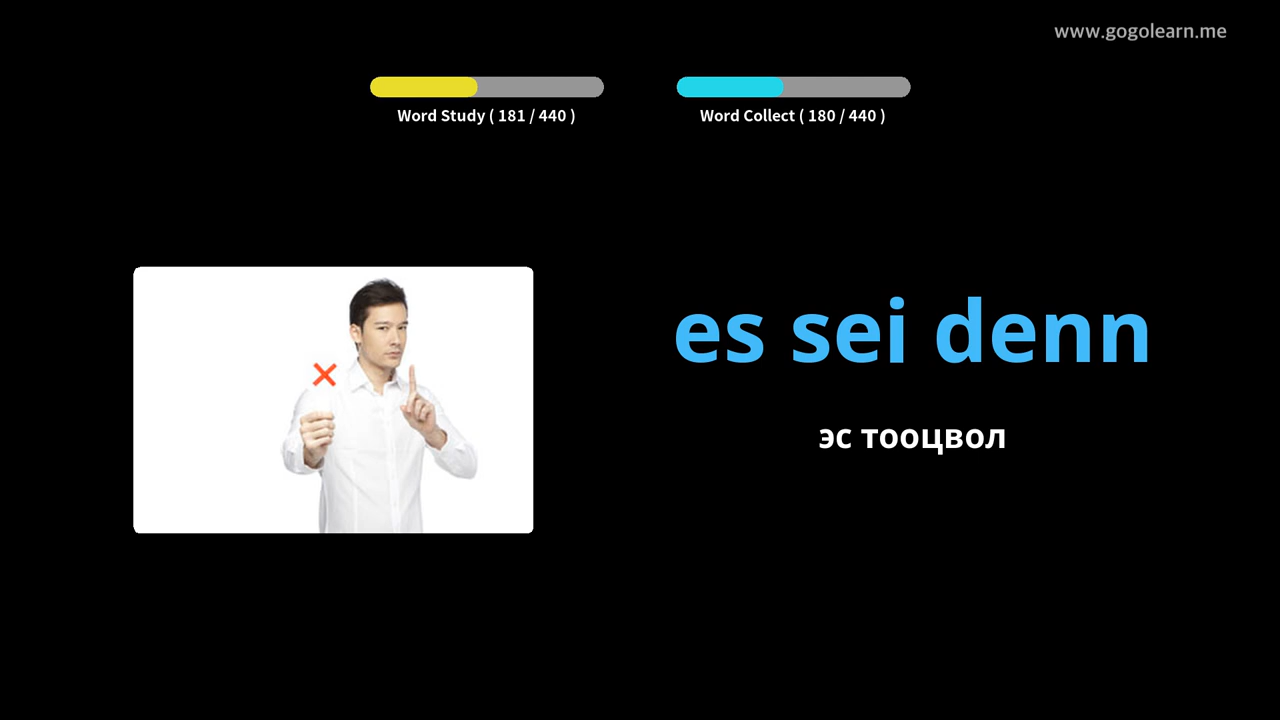 www.gogolearn.me
Word Study ( 181 / 440 )
Word Collect ( 180 / 440 )
es sei denn
эс тооцвол